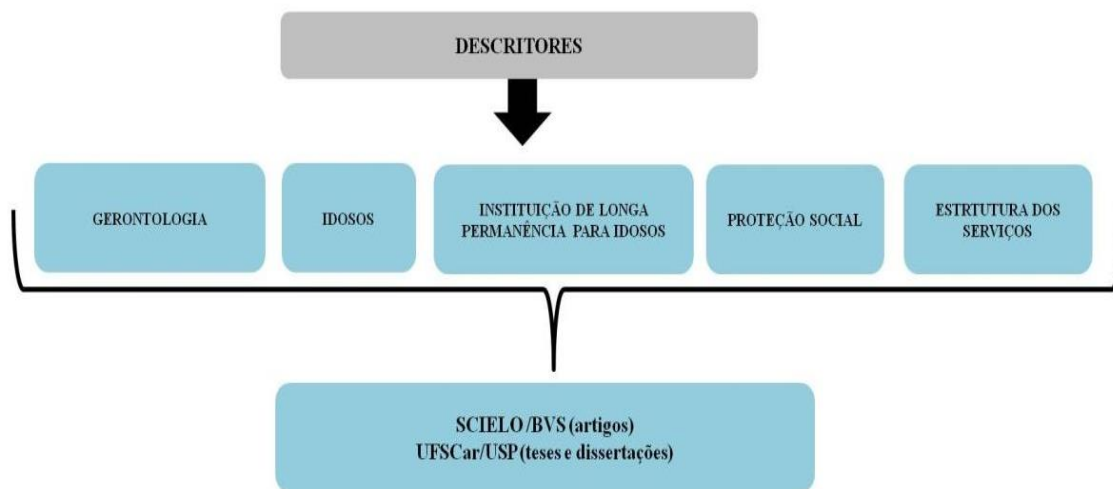 DESCRITORES
GERONTOLOGIA
IDOSOS
INSTITUIÇÃO DE LONGA
PERMANÊNCIA PARA IDOSOS
PROTEÇÃO SOCIAL
ESTRTUTURA DOS
SERVIÇOS
SCIELO /BVS (artigos)
UFSCar/USP (teses e dissertações)